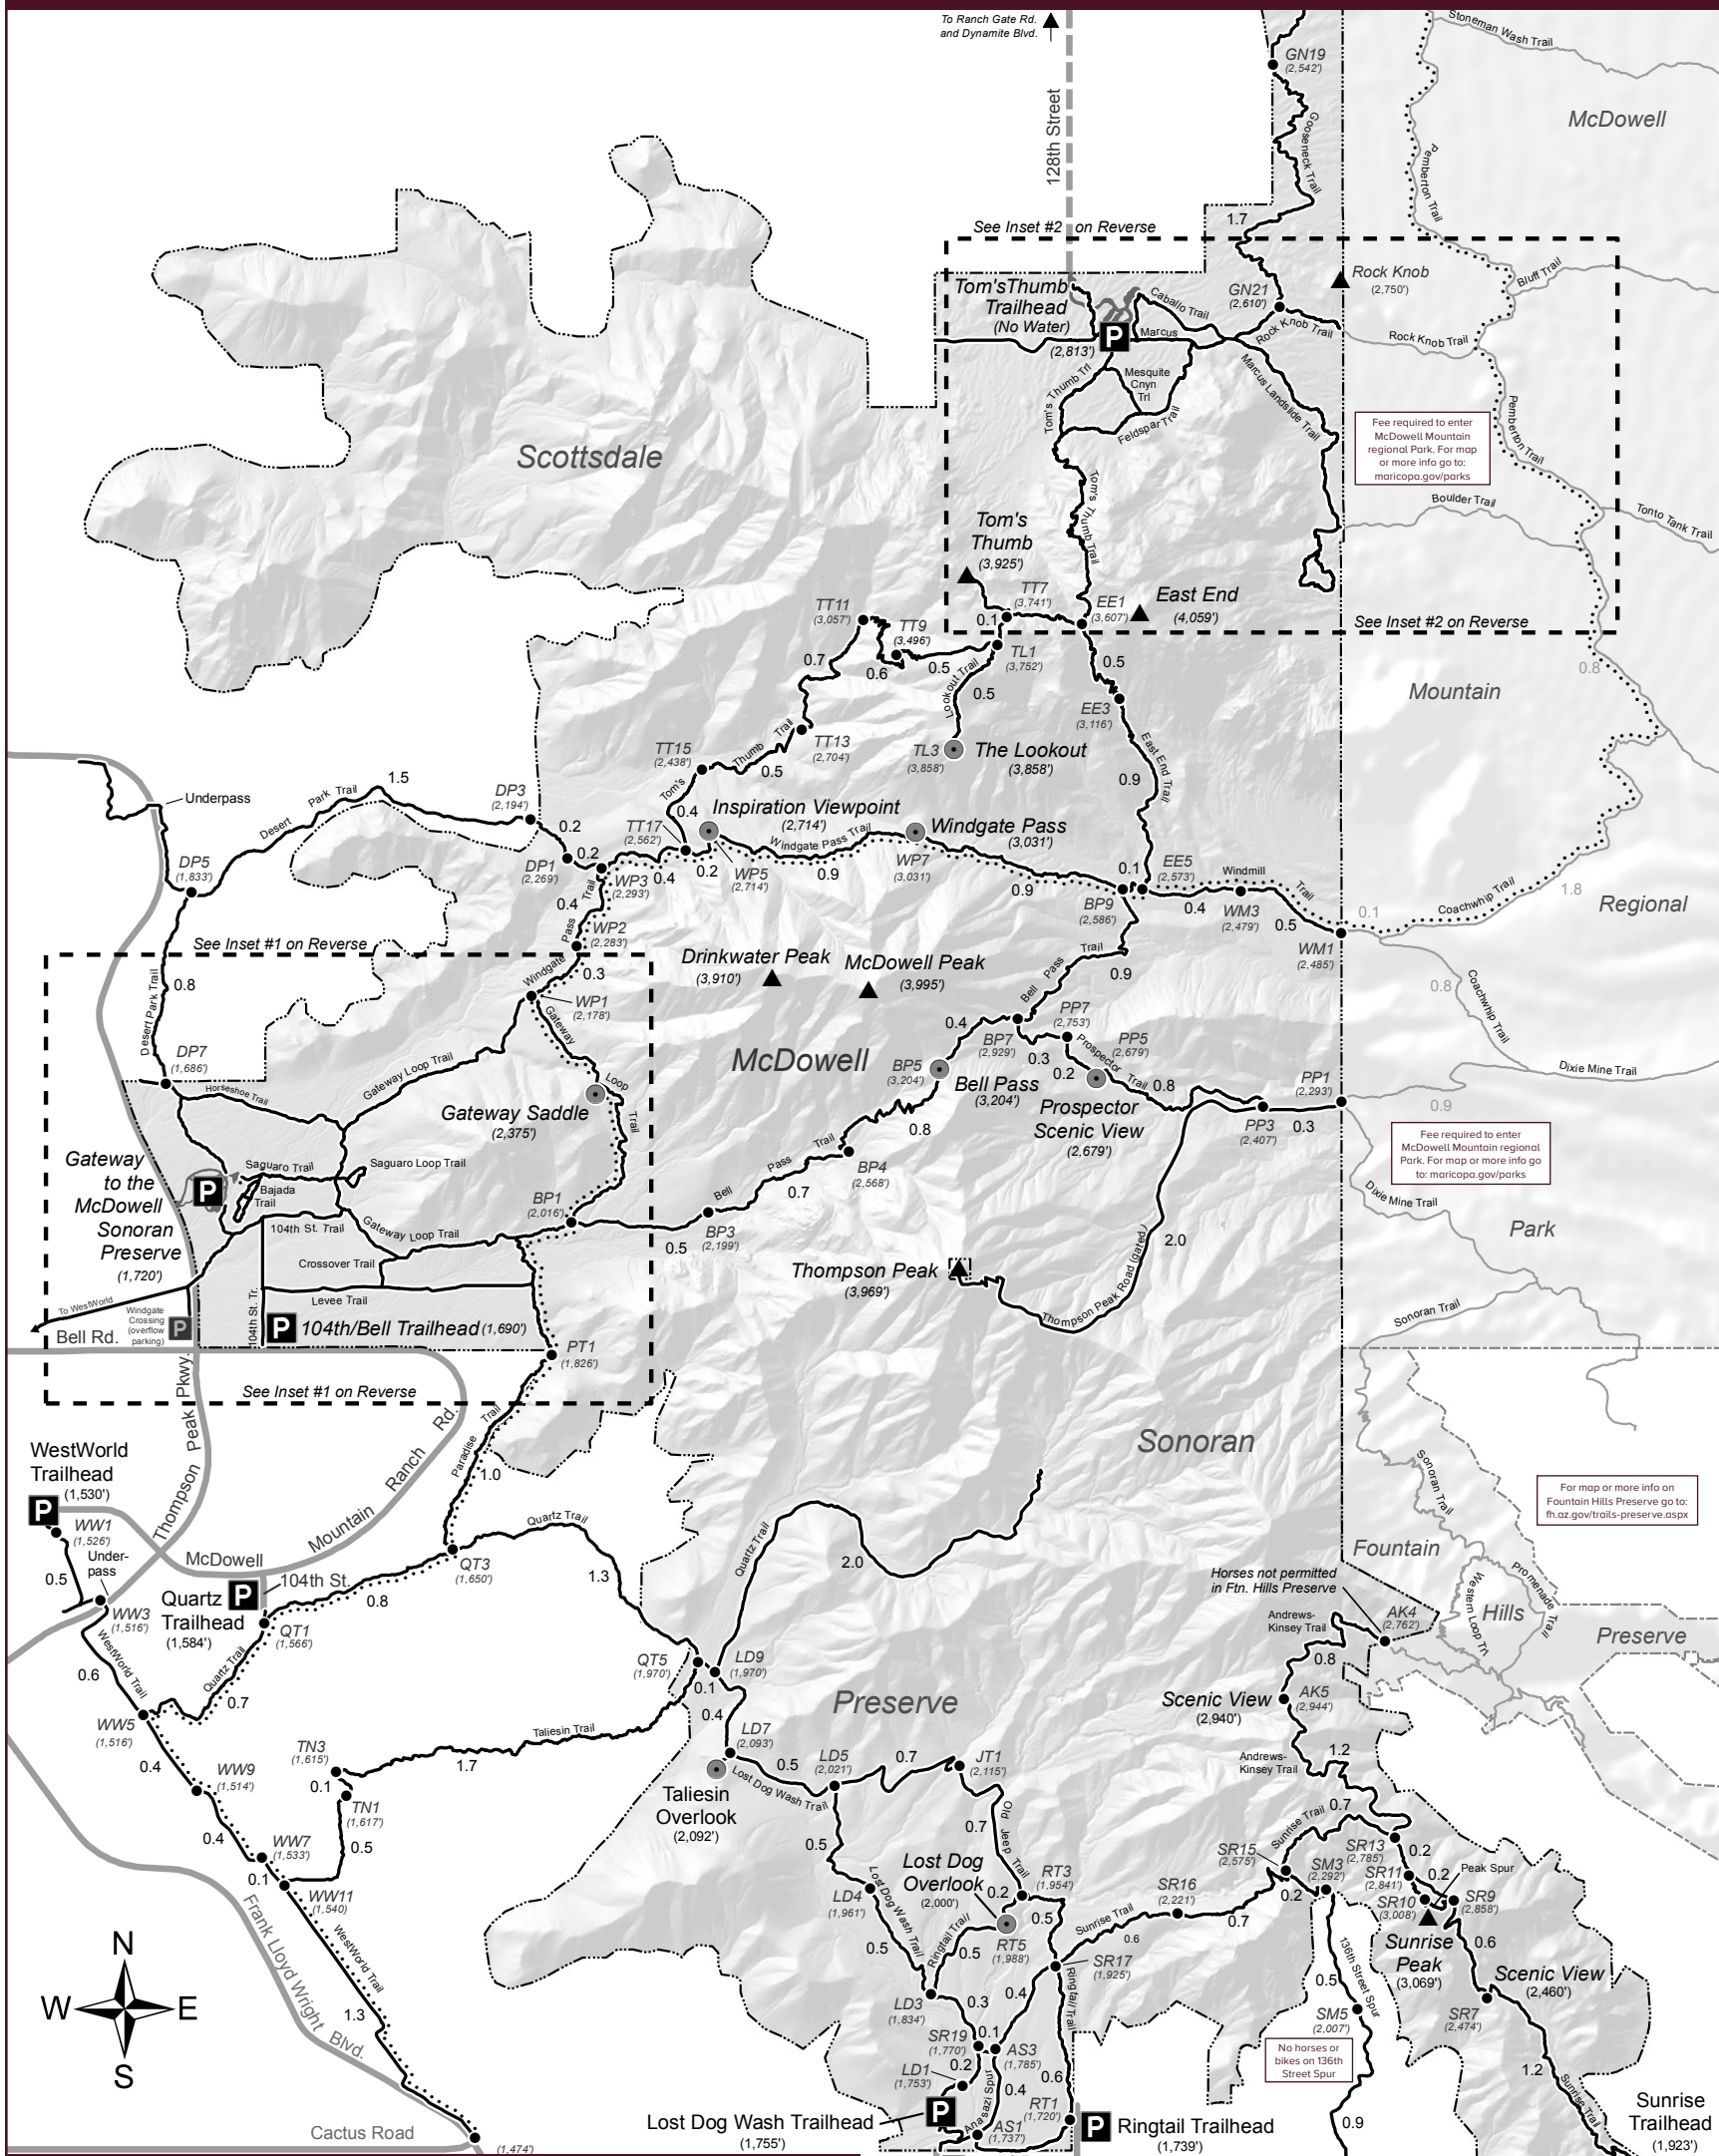 To Ranch Gate Rd.
and Dynamite Blvd.
128th Street
GN19
(2,542')
Gooseneck Trail
Stoneman Wash Trail
McDowell
Pemberton Trail
1.7
See Inset #2 on Reverse
Rock Knob
(2,750')
Bluff Trail
Tom'sThumb
Trailhead
(No Water)
(2,813')
P
Caballo Trail
GN21
(2,610')
Marcus
Rock Knob Trail
Rock Knob Trail
Mesquite
Cnyn
Trl
Tom's Thumb Trl
Feldspar Trail
Marcus Landslide Trail
Pemberton Trail
Fee required to enter
McDowell Mountain
regional Park. For map
or more info go to:
maricopa.gov/parks
Scottsdale
Tom's Thumb Trail
Boulder Trail
Tonto Tank Trail
Tom's
Thumb
(3,925')
TT7
(3,741')
EE1
(3,607')
East End
(4,059')
See Inset #2 on Reverse
TT11
(3,057')
TT9
(3,496')
0.1
TL1
(3,752')
0.5
0.7
0.6
0.5
Lookout Trail
0.5
0.8
Mountain
EE3
(3,116')
TT15
(2,438')
Thumb Trail
TT13
(2,704')
0.5
TL3
(3,858')
The Lookout
(3,858')
East End Trail
0.9
Underpass
1.5
Desert Park Trail
DP3
(2,194')
0.2
Tom's
0.4
TT17
(2,562')
Inspiration Viewpoint
(2,714')
Windgate Pass Trail
Windgate Pass
(3,031')
DP5
(1,833')
DP1
(2,269')
0.2
WP3
(2,293')
0.4
0.2
WP5
(2,714')
0.9
WP7
(3,031')
0.9
0.1
EE5
(2,573')
BP9
(2,586')
Windmill Trail
0.4
WM3
(2,479')
0.5
WM1
(2,485')
0.1
Coachwhip Trail
1.8
Regional
0.4
WP2
(2,283')
Windgate Pass Trail
See Inset #1 on Reverse
0.8
Desert Park Trail
0.3
WP1
(2,178')
Drinkwater Peak
(3,910')
McDowell Peak
(3,995')
Bell Pass Trail
0.9
0.8
Coachwhip Trail
DP7
(1,686')
Horseshoe Trail
Gateway Loop Trail
Gateway Loop Trail
McDowell
0.4
BP7
(2,929')
PP7
(2,753')
0.3
0.2
PP5
(2,679')
Prospector Trail
0.8
BP5
(3,204')
Bell Pass
(3,204')
Prospector
Scenic View
(2,679')
PP3
(2,407')
0.3
PP1
(2,293')
0.9
Dixie Mine Trail
Gateway Saddle
(2,375')
0.8
Fee required to enter
McDowell Mountain regional
Park. For map or more info go
to: maricopa.gov/parks
Gateway
to the
McDowell
Sonoran
Preserve
(1,720')
P
Saguaro Trail
Saguaro Loop Trail
Bajada
Trail
BP4
(2,568')
Bell Pass Trail
0.7
Dixie Mine Trail
Park
104th St. Trail
Gateway Loop Trail
BP1
(2,016')
BP3
(2,199')
0.5
2.0
Thompson Peak Road (gated)
Crossover Trail
Thompson Peak
(3,969')
To WestWorld
Windgate
Crossing
(overflow
parking)
P
Levee Trail
104th St. Tr.
P
104th/Bell Trailhead (1,690')
Bell Rd.
PT1
(1,826')
Sonoran Trail
See Inset #1 on Reverse
Sonoran
WestWorld
Trailhead
(1,530')
P
WW1
(1,526')
Thompson Peak Pkwy.
McDowell Mountain Ranch Rd.
Paradise Trail
1.0
Sonoran Trail
For map or more info on
Fountain Hills Preserve go to:
fh.az.gov/trails-preserve.aspx
Fountain
Hills
Preserve
Horses not permitted
in Ftn. Hills Preserve
Promenade Trail
Western Loop Trl
Under-
pass
0.5
WW3
(1,516')
Quartz
Trailhead
(1,584')
P
104th St.
QT3
(1,650')
0.8
QT1
(1,566')
Quartz Trail
1.3
Quartz Trail
2.0
0.6
WestWorld Trail
Quartz Trail
0.7
WW5
(1,516')
QT5
(1,970')
LD9
(1,970')
0.1
0.4
Preserve
Andrews-
Kinsey Trail
AK4
(2,762')
0.8
Scenic View
(2,940')
AK5
(2,944')
0.4
TN3
(1,615')
0.1
TN1
(1,617')
Taliesin Trail
1.7
LD7
(2,093')
Lost Dog Wash Trail
0.5
LD5
(2,021')
0.7
JT1
(2,115')
Andrews-
Kinsey Trail
1.2
WW9
(1,514')
Taliesin
Overlook
(2,092')
0.4
0.5
WW7
(1,533')
0.1
WW11
(1,540)
0.5
LD4
(1,961')
Lost Dog Wash Trail
Lost Dog
Overlook
(2,000')
Old Jeep Trail
0.7
0.2
RT3
(1,954')
Sunrise Trail
0.7
SR15
(2,575')
SM3
(2,292')
0.2
SR13
(2,785')
0.2
SR11
(2,841')
0.2
Peak Spur
SR10
(3,008')
SR9
(2,858')
SR16
(2,221')
Sunrise Trail
0.6
0.7
0.5
RT5
(1,988')
Ringtail Trail
0.5
0.5
SR17
(1,925')
136th Street Spur
Sunrise
Peak
(3,069')
0.6
Scenic View
(2,460')
SR7
(2,474')
N
W
E
S
Frank Lloyd Wright Blvd.
WestWorld Trail
1.3
LD3
(1,834')
0.3
0.4
Ringtail Trail
0.5
SM5
(2,007')
SR19
(1,770')
0.1
AS3
(1,785')
No horses or
bikes on 136th
Street Spur
LD1
(1,753')
0.2
0.4
Anasazi Spur
0.6
RT1
(1,720')
1.2
Sunrise Trail
0.9
Cactus Road
(1,474')
Lost Dog Wash Trailhead
(1,755')
P
AS1
(1,737')
P
Ringtail Trailhead
(1,739')
Sunrise
Trailhead
(1,923')